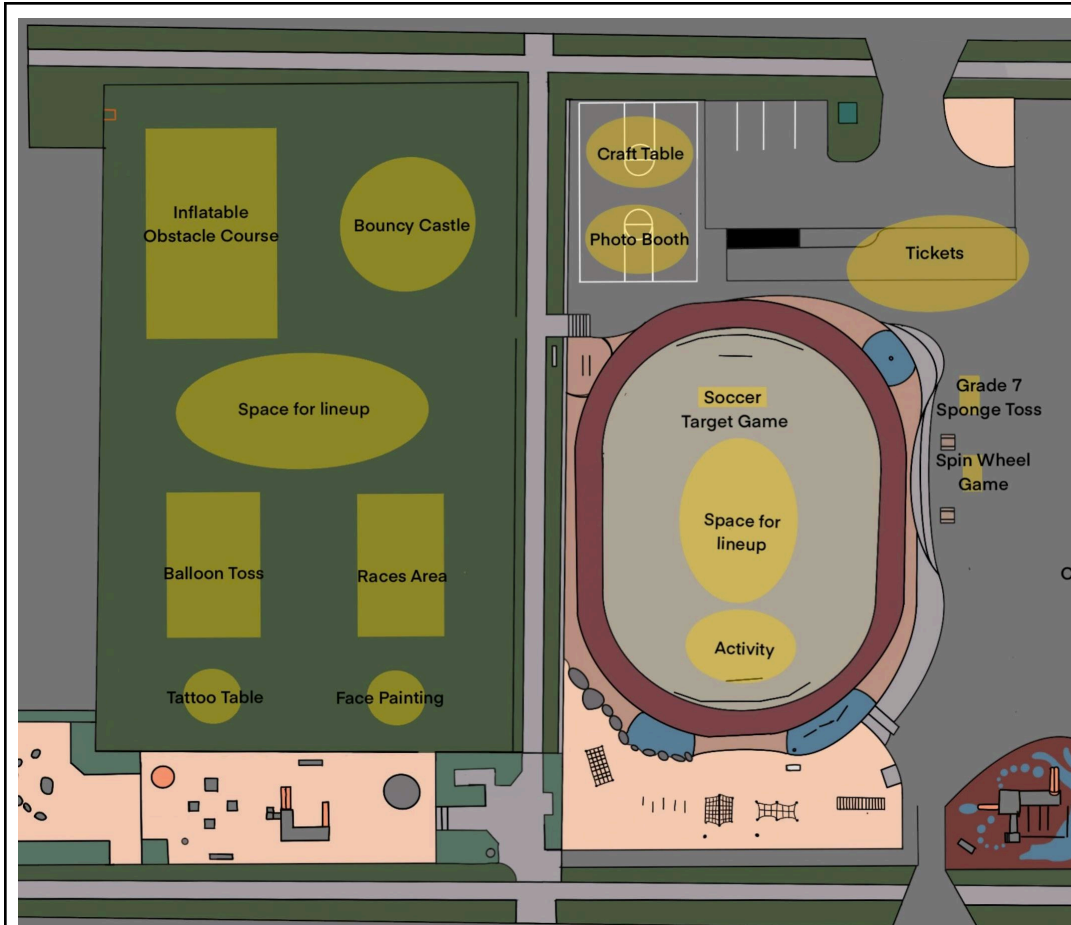 Inflatable
Obstacle Course
Bouncy Castle
Craft Table
Photo Booth
Tickets
Space for lineup
Soccer
Target Game
Grade 7
Sponge Toss
Spin Wheel
Game
Space for
lineup
Balloon Toss
Races Area
Activity
Tattoo Table
Face Painting